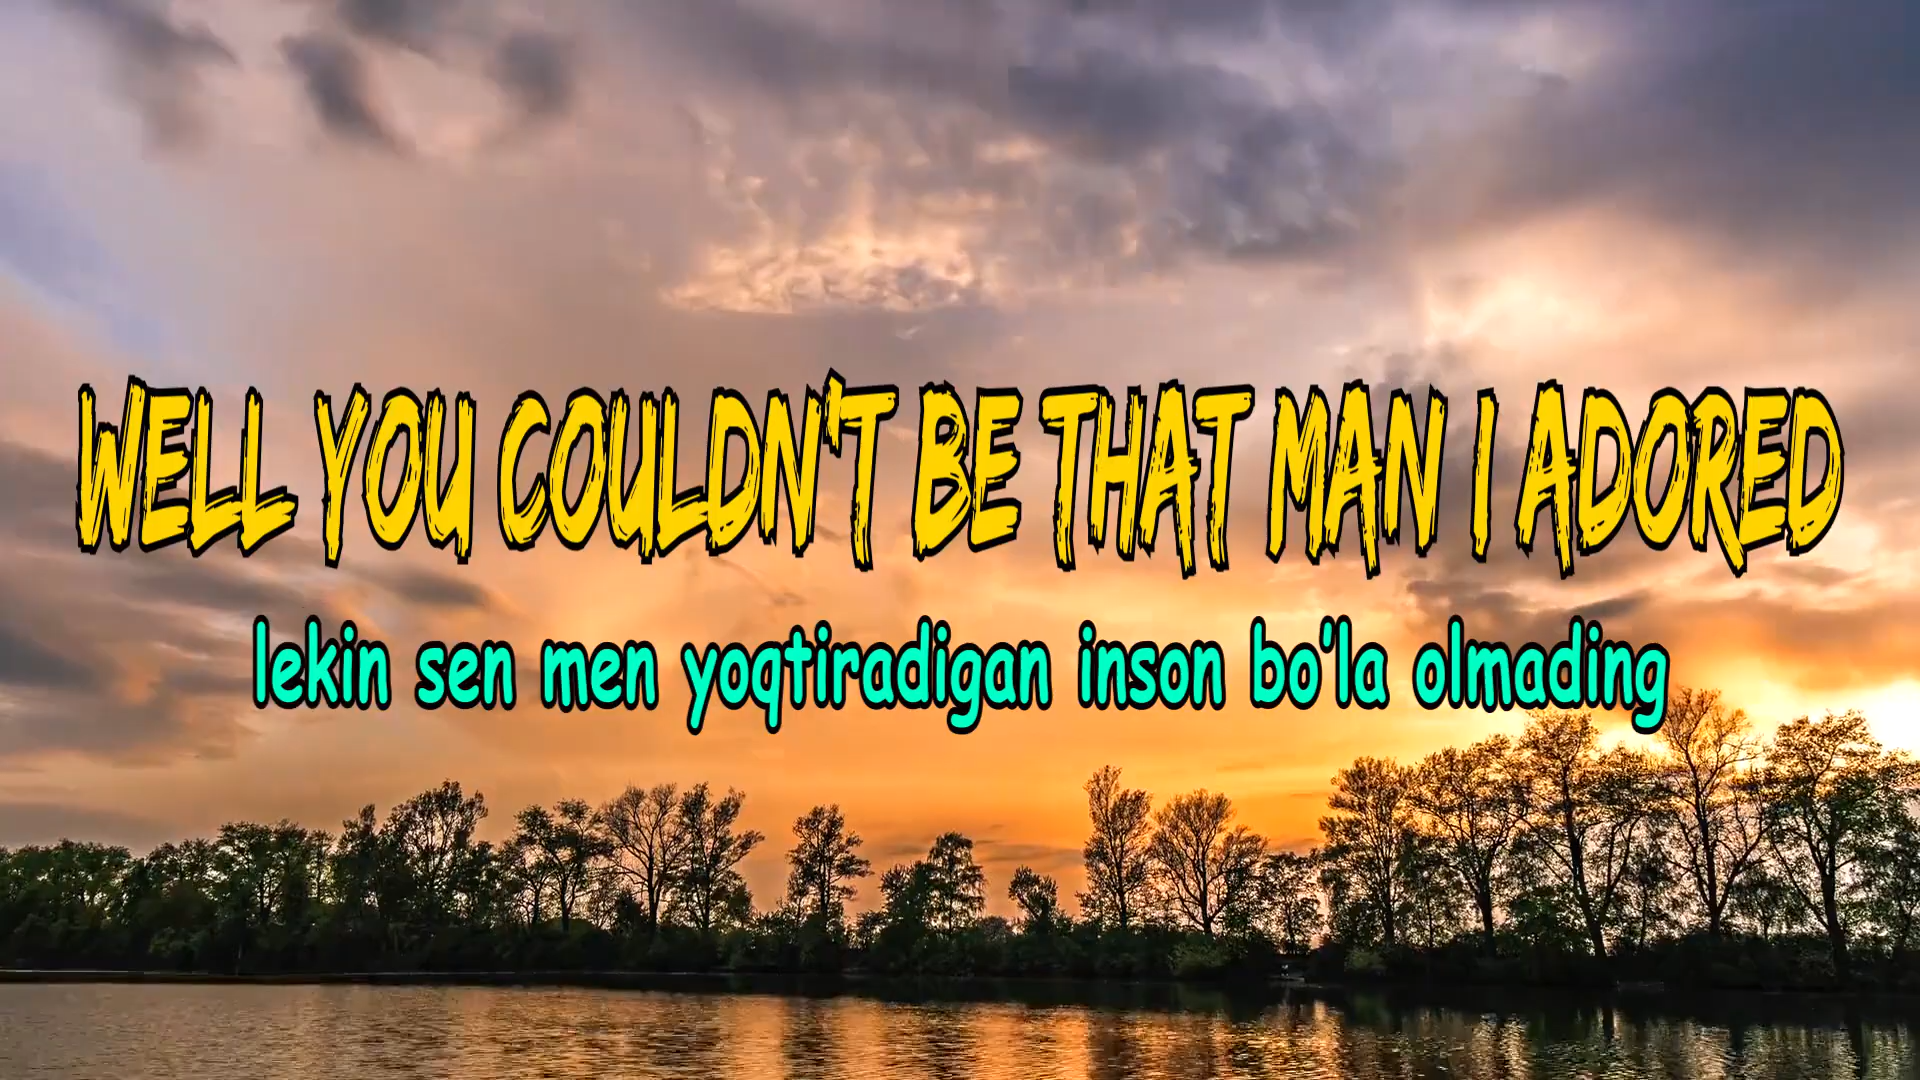 WELL YOU COULDN'T BE THAT MAN I ADORED
lekin sen men yoqtiradigan inson bo'la olmading